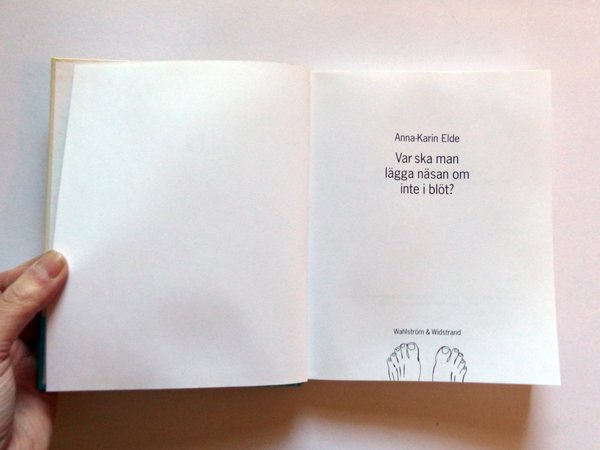 Anna-Karin Elde
Var ska man
lägga näsan om
inte i blöt?
Wahlström & Widstrand